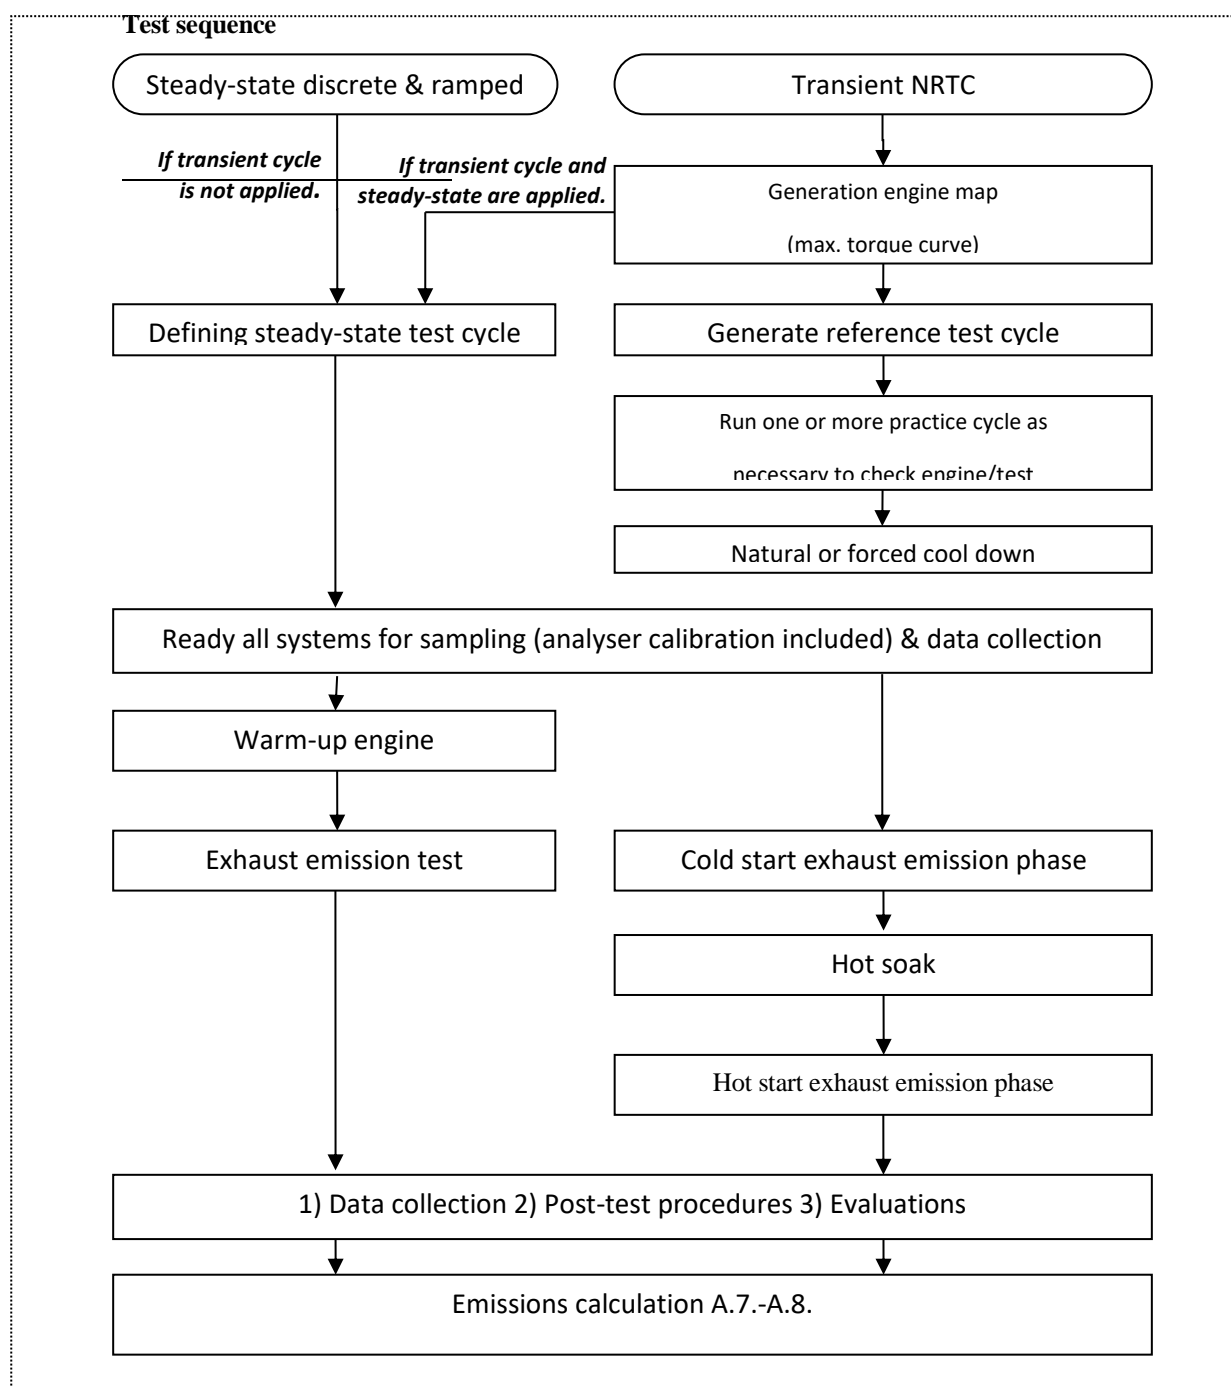 Test sequence
Steady-state discrete & ramped
Transient NRTC
If transient cycle
is not applied.
If transient cycle and
steady-state are applied.
Generation engine map
(max. torque curve)
Defining steady-state test cycle
Generate reference test cycle
Run one or more practice cycle as
necessary to check engine/test
Natural or forced cool down
Ready all systems for sampling (analyser calibration included) & data collection
Warm-up engine
Exhaust emission test
Cold start exhaust emission phase
Hot soak
Hot start exhaust emission phase
1) Data collection 2) Post-test procedures 3) Evaluations
Emissions calculation A.7.-A.8.